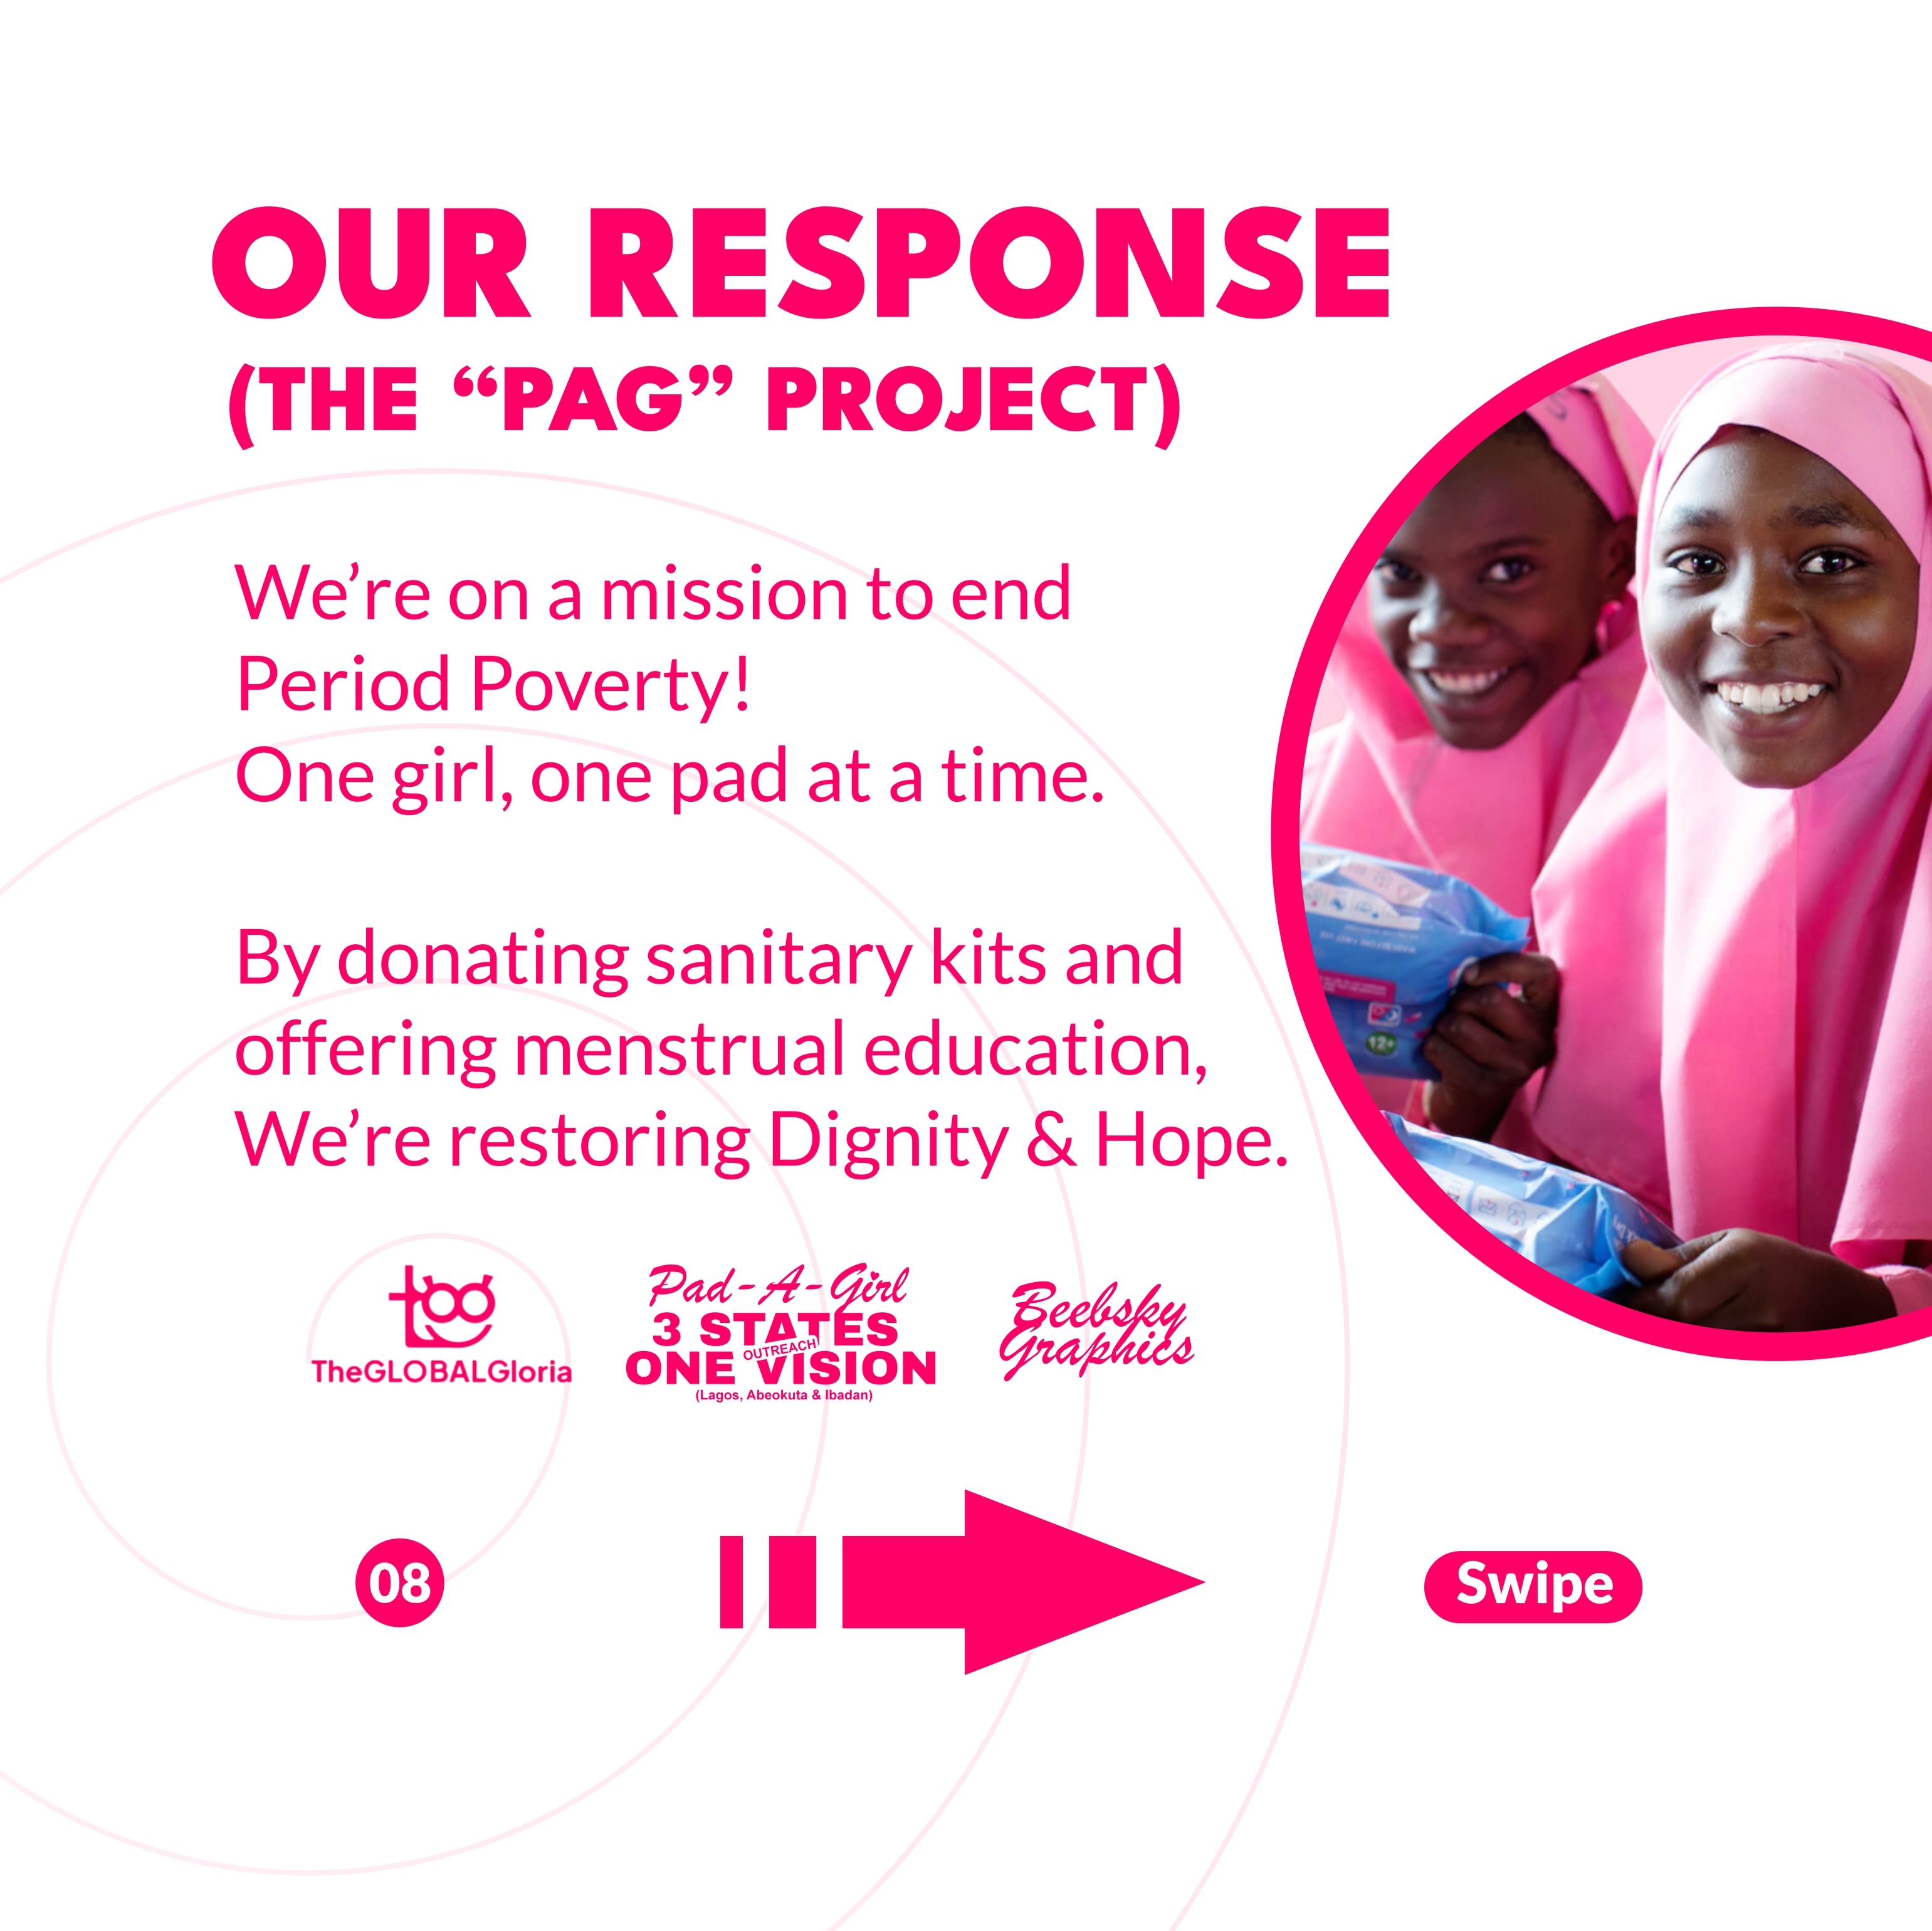 OUR RESPONSE
(THE “PAG” PROJECT)
We’re on a mission to end
Period Poverty!
One girl, one pad at a time.
By donating sanitary kits and
offering menstrual education,
We’re restoring Dignity & Hope.
too
TheGLOBALGloria
Pad-A-Girl
3 STATES
OUTREACH
ONE VISION
(Lagos, Abeokuta & Ibadan)
Beebsky
Graphics
12+
08
Swipe